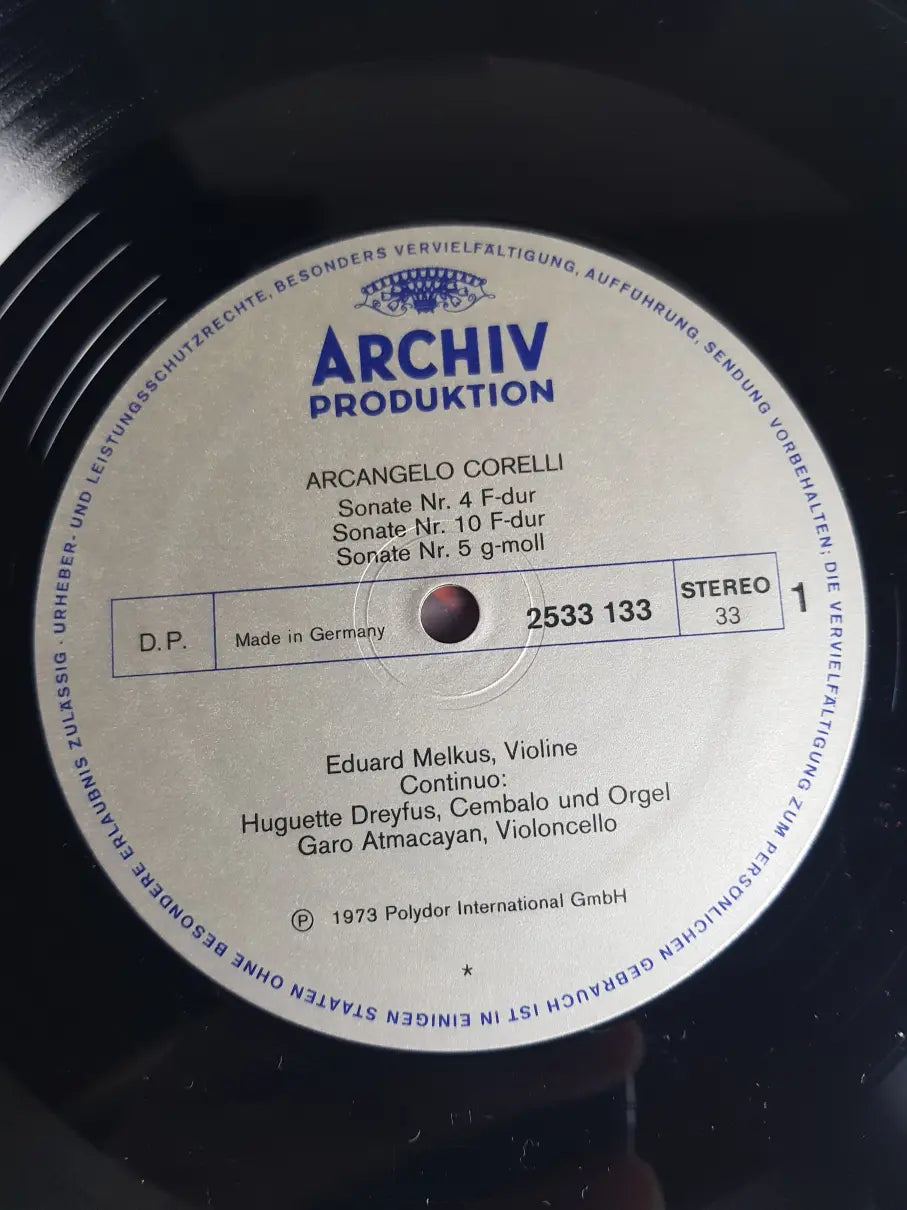 ARCHIV
PRODUKTION
ARCANGELO CORELLI
Sonate Nr. 4 F-dur
Sonate Nr. 10 F-dur
Sonate Nr. 5 g-moll
D.P.
Made in Germany
2533 133
STEREO
33
1
Eduard Melkus, Violine
Continuo:
Huguette Dreyfus, Cembalo und Orgel
Garo Atmacayan, Violoncello
Ⓟ 1973 Polydor International GmbH
*
URHEBER- UND LEISTUNGSSCHUTZRECHTE, BESONDERS VERVIELFÄLTIGUNG, AUFFÜHRUNG, SENDUNG VORBEHALTEN; DIE VERVIELFÄLTIGUNG ZUM PERSÖNLICHEN GEBRAUCH IST IN EINIGEN STAATEN OHNE BESONDERE ERLAUBNIS ZULÄSSIG ·